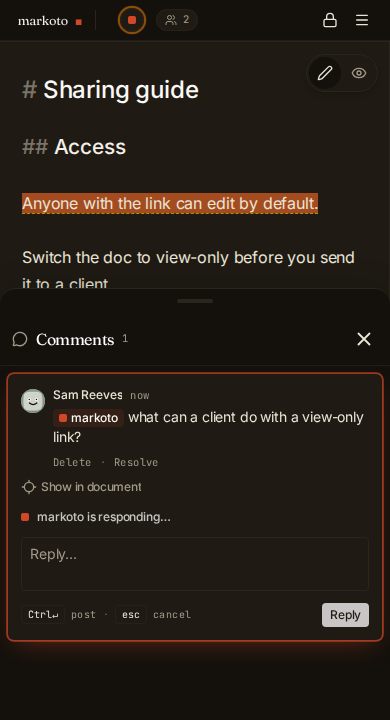 markoto
2
# Sharing guide
## Access
Anyone with the link can edit by default.
Switch the doc to view-only before you send
it to a client
Comments 1
Sam Reeves now
markoto what can a client do with a view-only
link?
Delete · Resolve
Show in document
markoto is responding...
Reply...
Ctrl↵ post · esc cancel
Reply